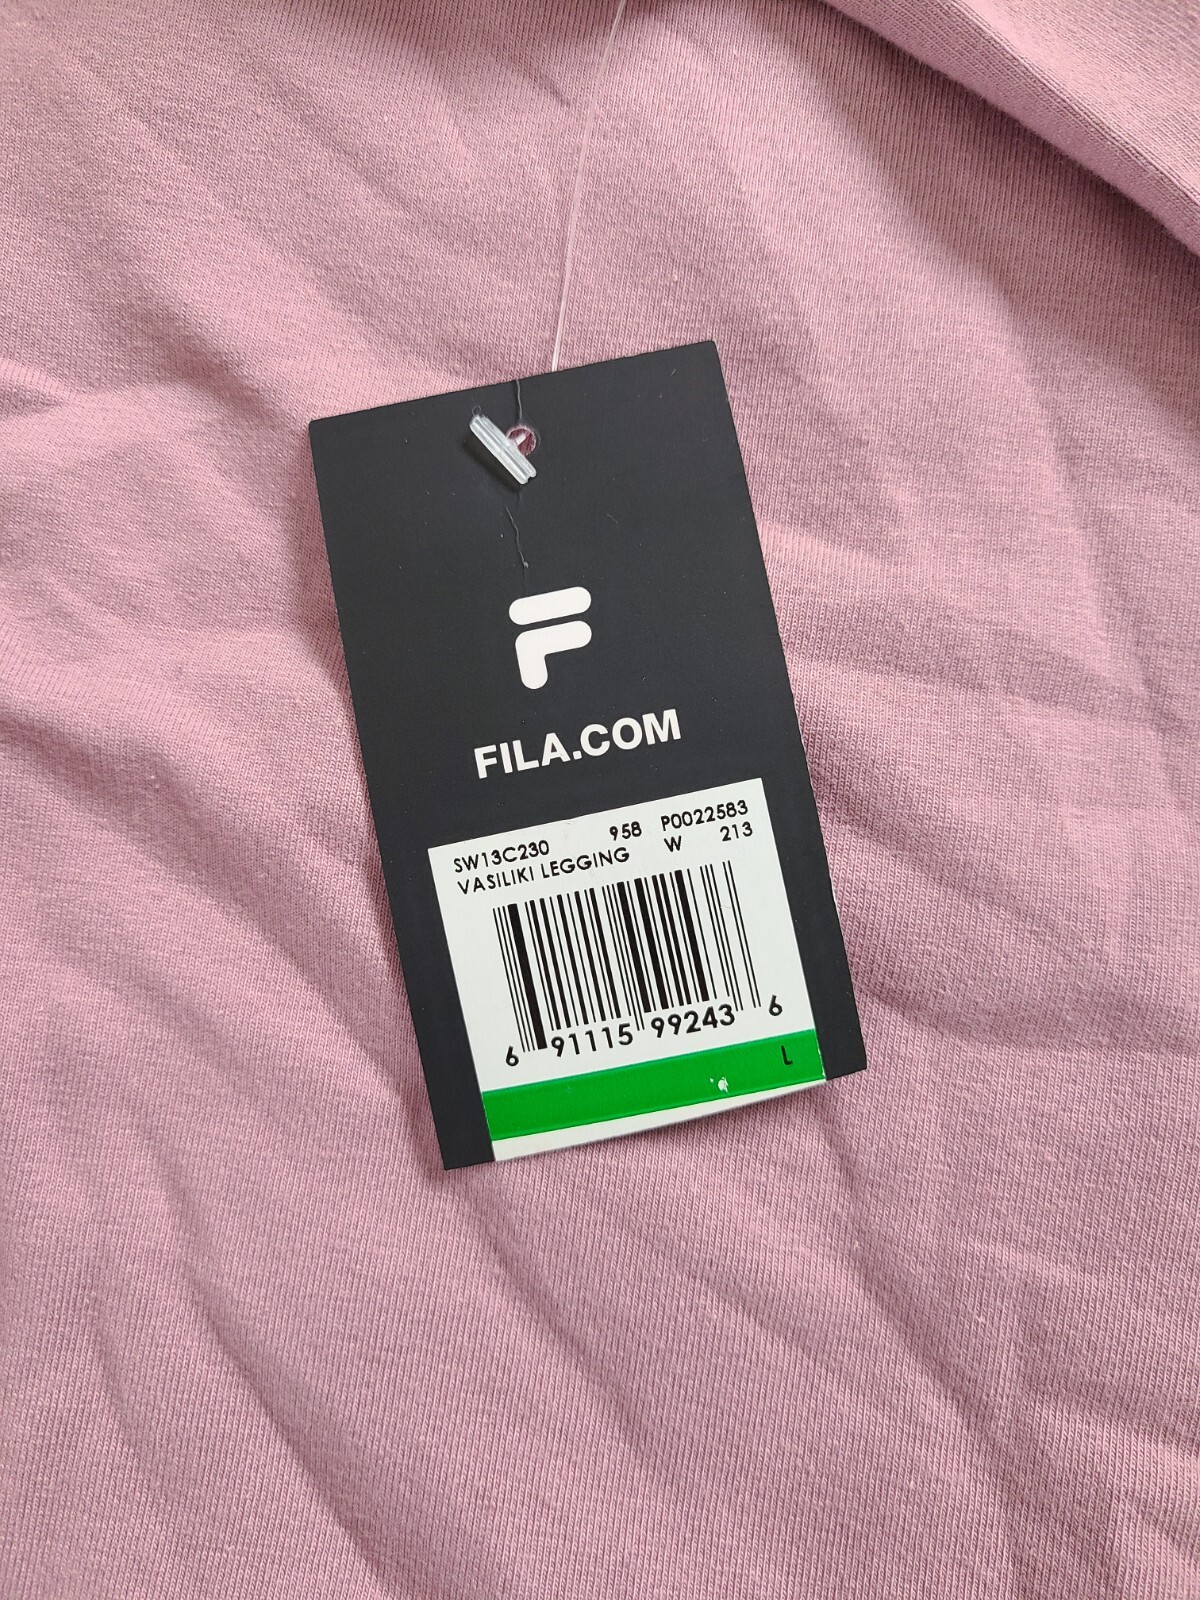 F
FILA.COM
SW13C230 958 P0022583
VASILIKI LEGGING W 213
6 91115 99243 6
L